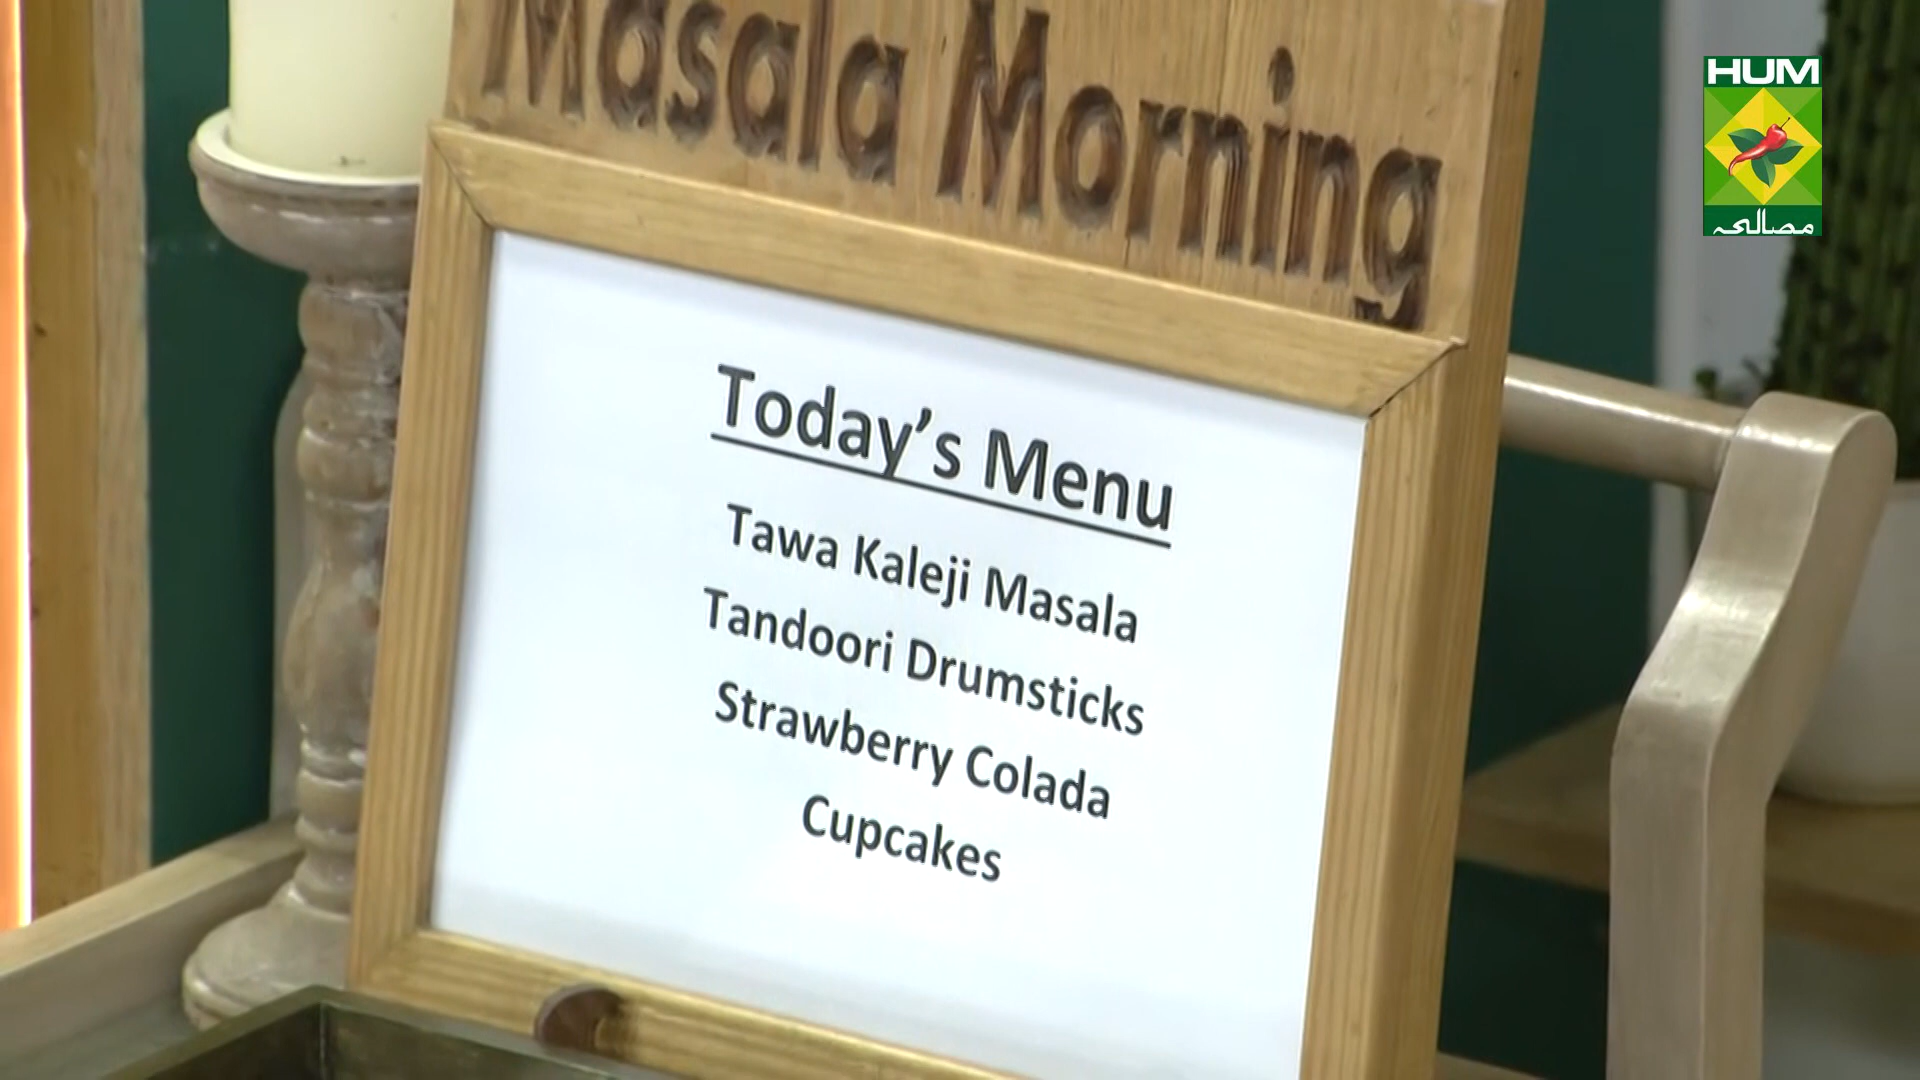 Masala Morning
HUM
مصالحہ
Today's Menu
Tawa Kaleji Masala
Tandoori Drumsticks
Strawberry Colada
Cupcakes